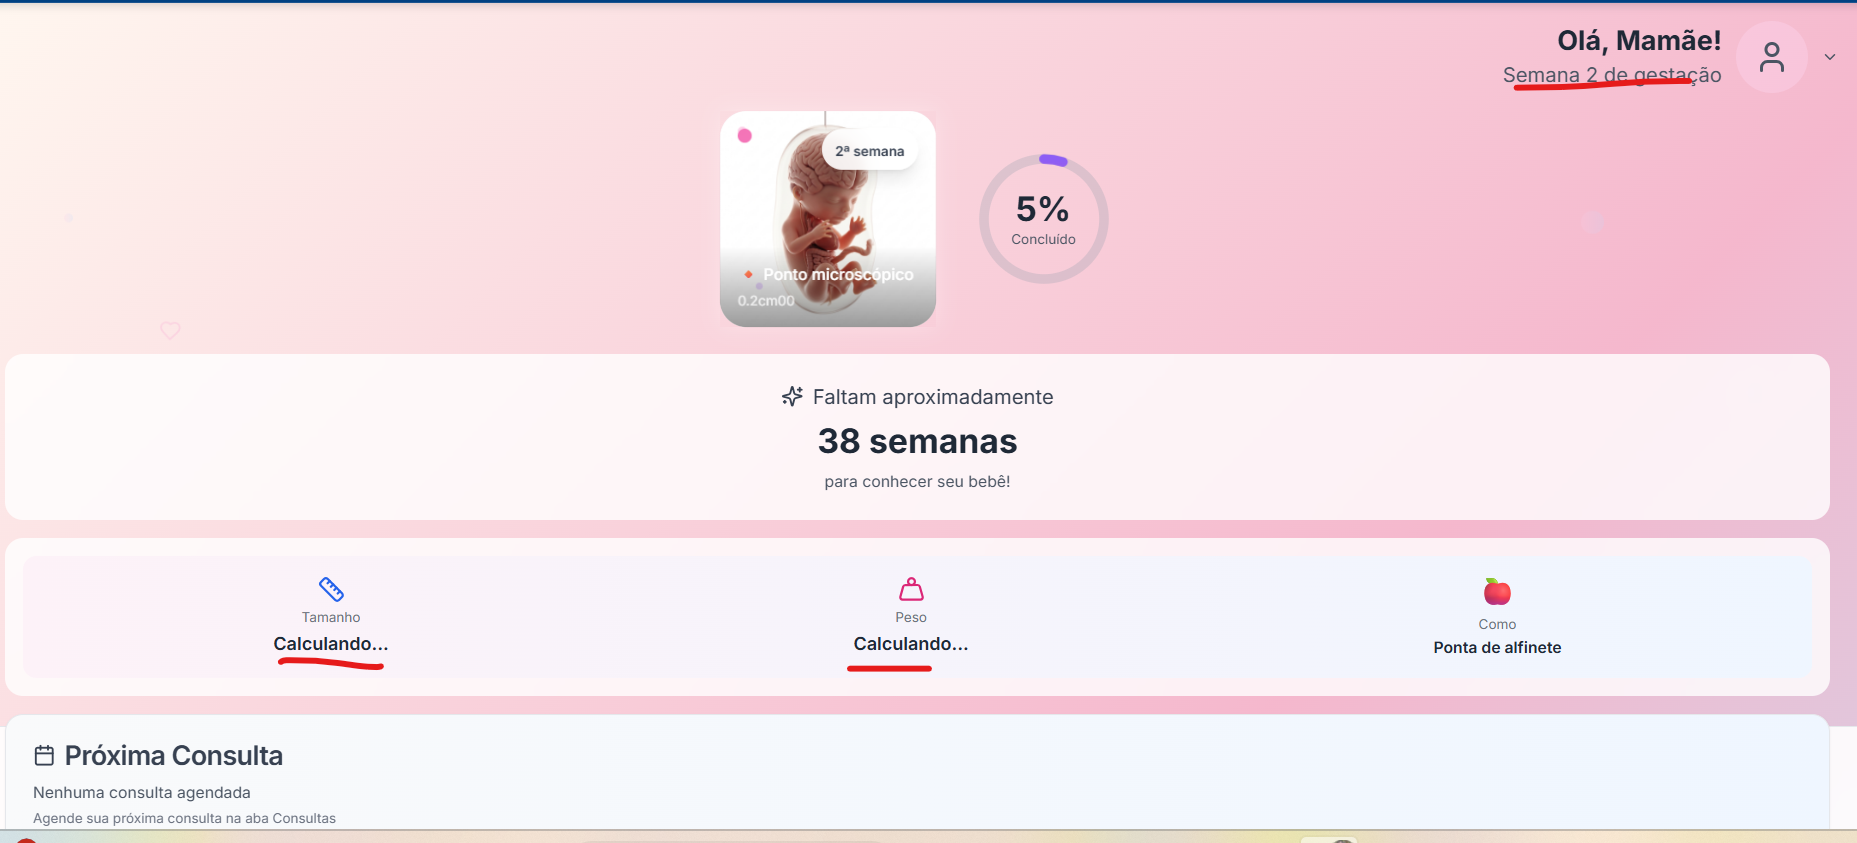 Olá, Mamãe!
Semana 2 de gestação
2ª semana
Ponto microscópico
0.2cm00
5%
Concluído
Faltam aproximadamente
38 semanas
para conhecer seu bebê!
Tamanho
Calculando...
Peso
Calculando...
Como
Ponta de alfinete
Próxima Consulta
Nenhuma consulta agendada
Agende sua próxima consulta na aba Consultas